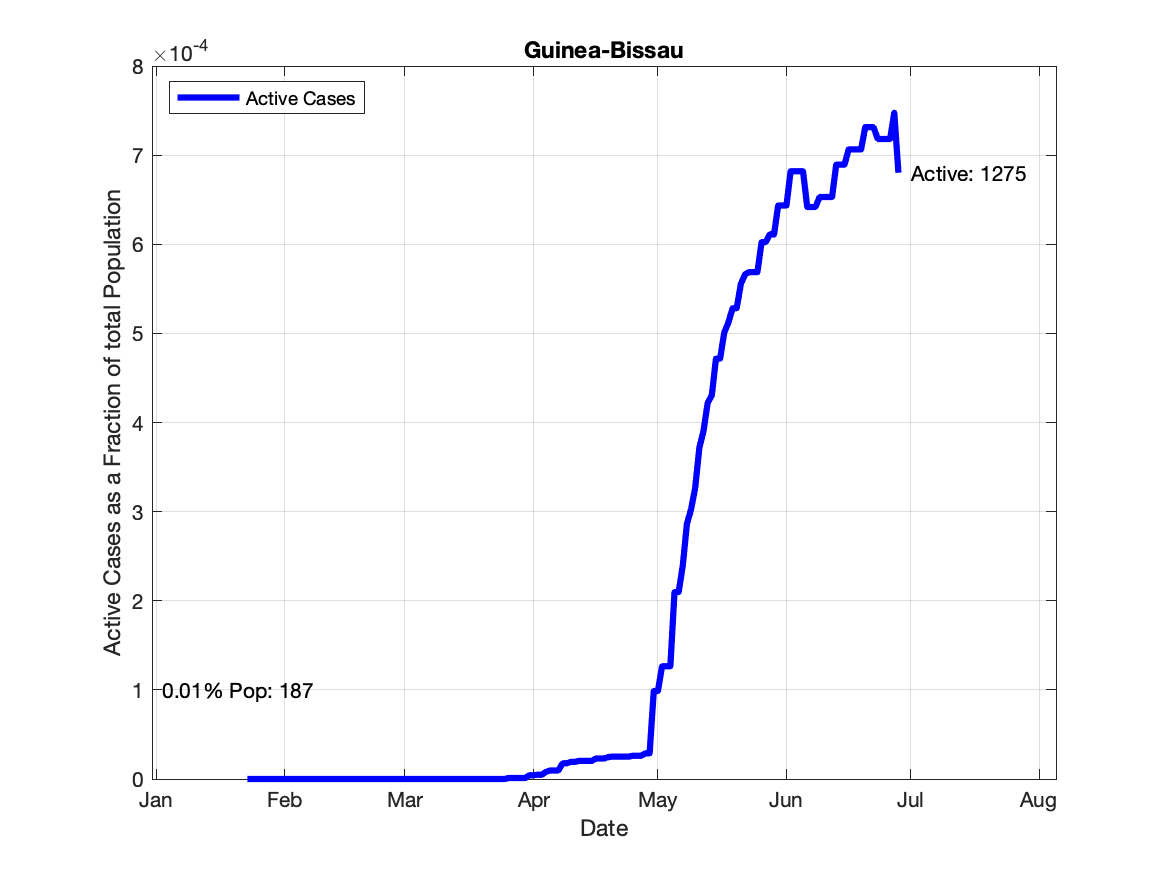 Guinea-Bissau
×10-4
8
7
6
5
4
3
2
1
0
Active Cases as a Fraction of total Population
Active Cases
Active: 1275
0.01% Pop: 187
Jan Feb Mar Apr May Jun Jul Aug
Date